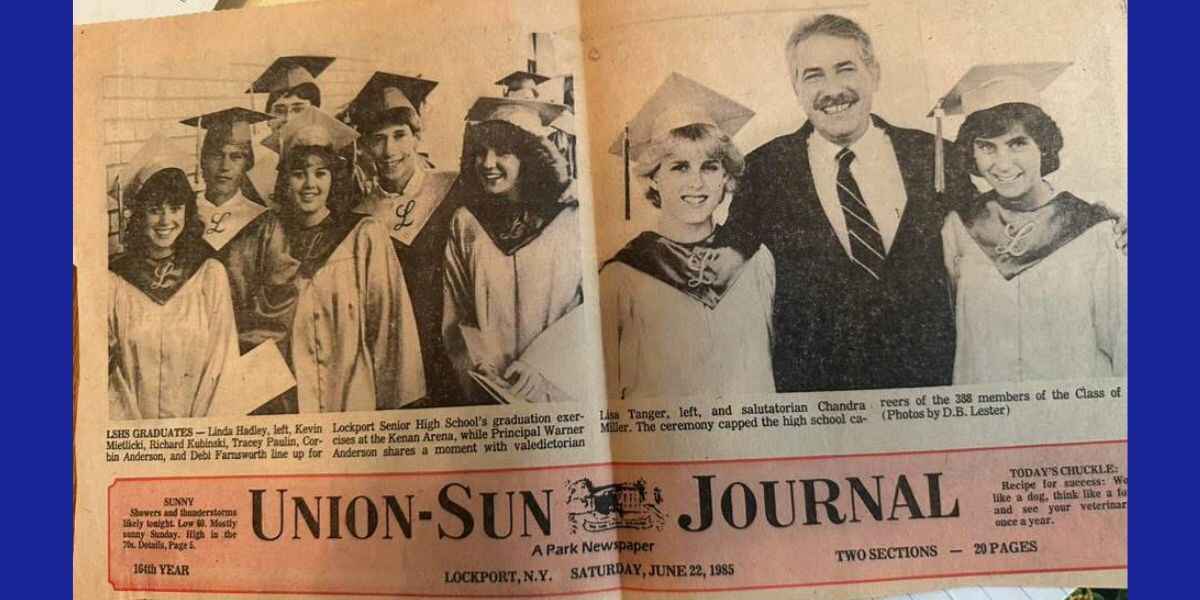 LSHS GRADUATES — Linda Hadley, left, Kevin
Mietlicki, Richard Kubinski, Tracey Paulin, Cor-
bin Anderson, and Debi Farnsworth line up for
Lockport Senior High School's graduation exer-
cises at the Kenan Arena, while Principal Warner
Anderson shares a moment with valedictorian
Lisa Tanger, left, and salutatorian Chandra
Miller. The ceremony capped the high school ca-
reers of the 388 members of the Class of
(Photos by D.B. Lester)
SUNNY
Showers and thunderstorms
likely tonight. Low 60. Mostly
sunny Sunday. High in the
70s. Details, Page 5.
164th YEAR
UNION-SUN JOURNAL
A Park Newspaper
LOCKPORT, N.Y. SATURDAY, JUNE 22, 1985
TODAY'S CHUCKLE:
Recipe for success: Wo
like a dog, think like a fo
and see your veterinar
once a year.
TWO SECTIONS — 20 PAGES
L
L
L
L
L
L